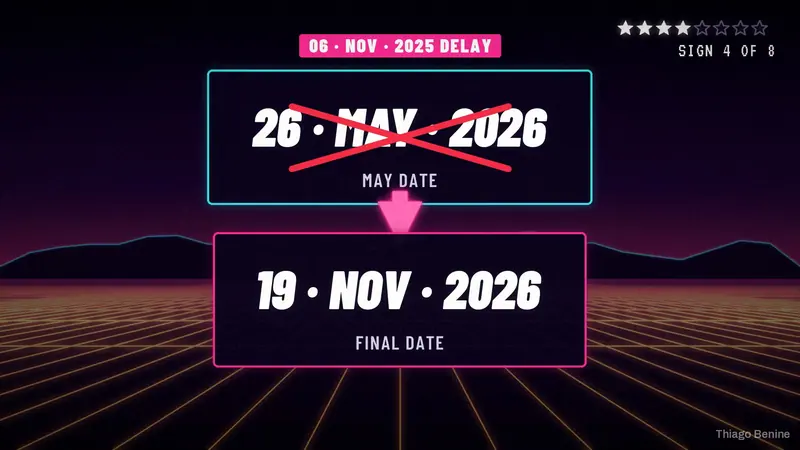 06 · NOV · 2025 DELAY
SIGN 4 OF 8
26 · MAY · 2026
MAY DATE
19 · NOV · 2026
FINAL DATE
Thiago Benine